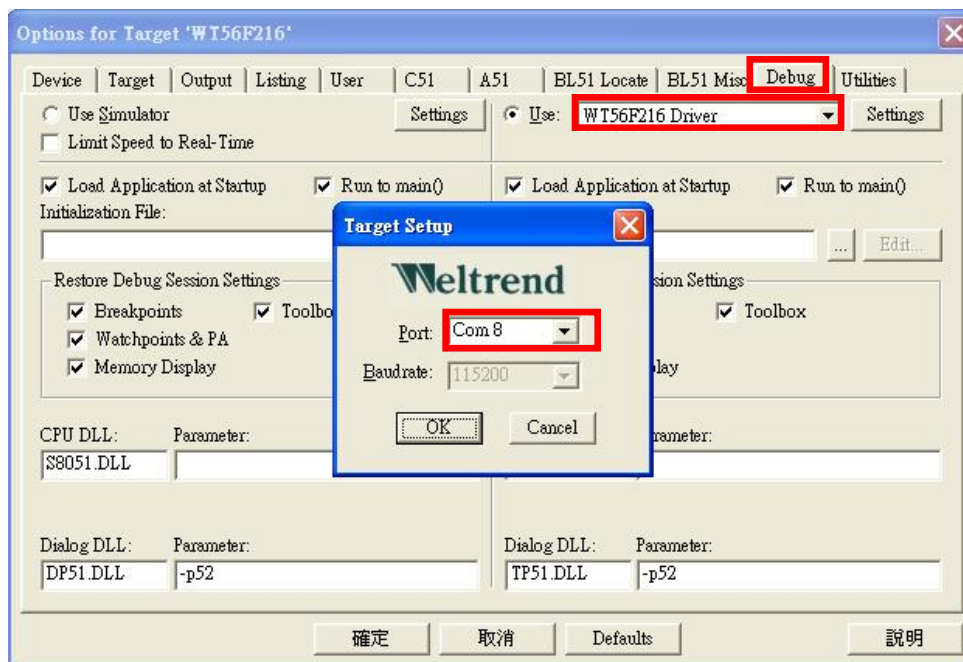 Options for Target 'WT56F216'
Device Target Output Listing User C51 A51 BL51 Locate BL51 Misc Debug Utilities
Use Simulator Settings Use: WT56F216 Driver Settings
Limit Speed to Real-Time
Load Application at Startup Run to main() Load Application at Startup Run to main()
Initialization File:
... Edit...
Target Setup
Weltrend
Port: Com 8
Baudrate: 115200
OK Cancel
Restore Debug Session Settings sion Settings
Breakpoints Toolbo Toolbox
Watchpoints & PA
Memory Display lay
CPU DLL: Parameter: rameter:
S8051.DLL
Dialog DLL: Parameter: Dialog DLL: Parameter:
DP51.DLL -p52 TP51.DLL -p52
確定 取消 Defaults 說明